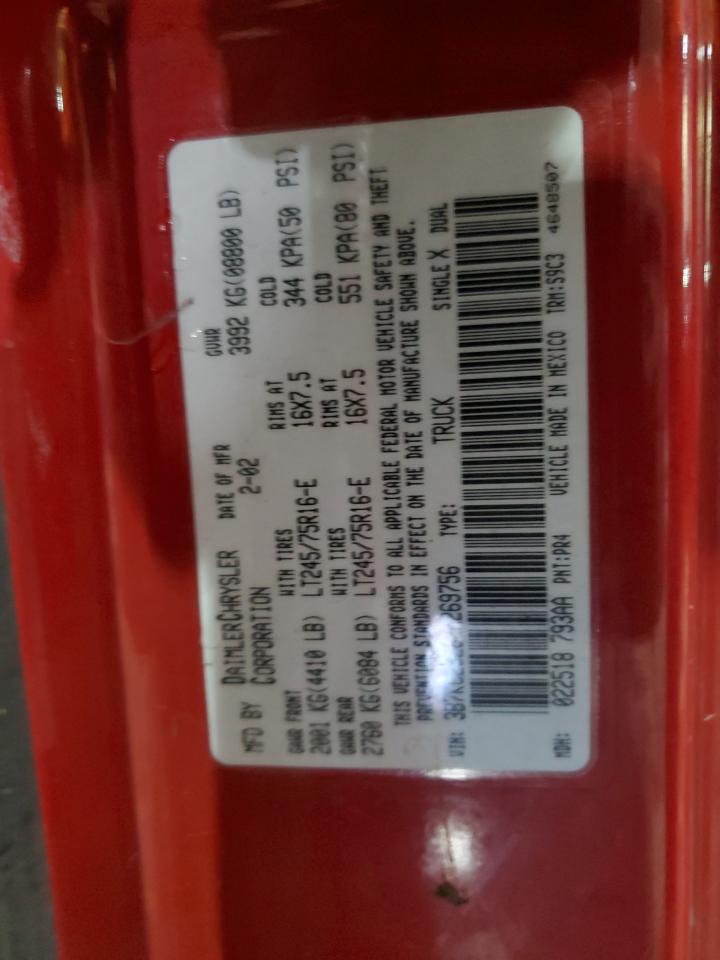 MFD BY DAIMLERCHRYSLER CORPORATION
DATE OF MFR 2-02
GVWR 3992 KG(08800 LB)
GAWR FRONT WITH TIRES RIMS AT COLD
2001 KG(4410 LB) LT245/75R16-E 16X7.5 344 KPA(50 PSI)
GAWR REAR WITH TIRES RIMS AT COLD
2760 KG(6084 LB) LT245/75R16-E 16X7.5 551 KPA(80 PSI)
THIS VEHICLE CONFORMS TO ALL APPLICABLE FEDERAL MOTOR VEHICLE SAFETY AND THEFT
PREVENTION STANDARDS IN EFFECT ON THE DATE OF MANUFACTURE SHOWN ABOVE.
VIN: TYPE: TRUCK SINGLE X DUAL
MDH: 022518 793AA PNT:PR4 VEHICLE MADE IN MEXICO TRM:S9C3 4648507